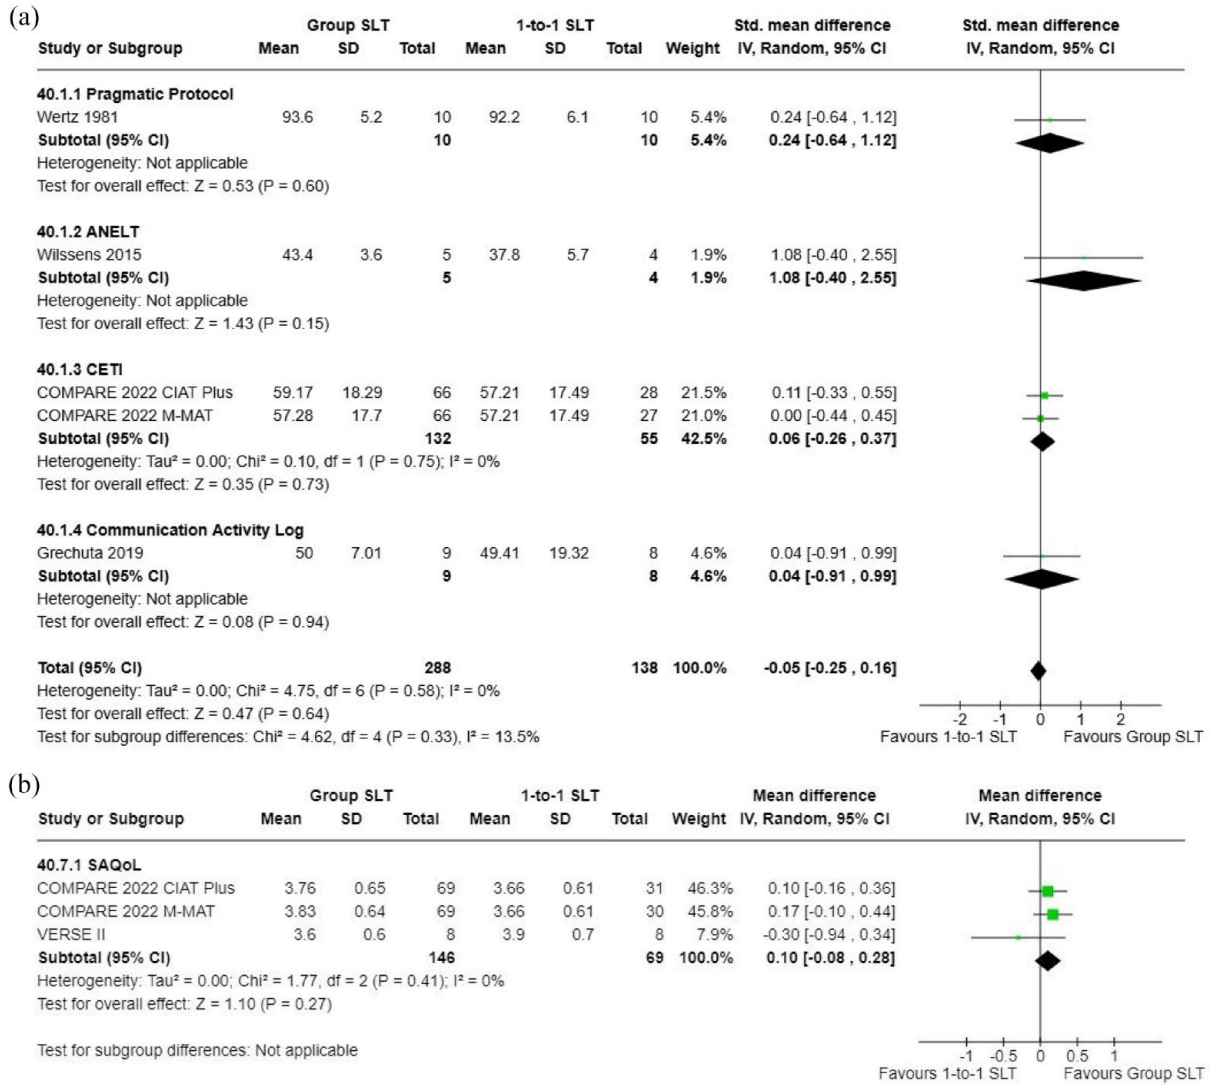 (a)
Group SLT 1-to-1 SLT Std. mean difference Std. mean difference
Study or Subgroup Mean SD Total Mean SD Total Weight IV, Random, 95% CI IV, Random, 95% CI
40.1.1 Pragmatic Protocol
Wertz 1981 93.6 5.2 10 92.2 6.1 10 5.4% 0.24 [-0.64 , 1.12]
Subtotal (95% CI) 10 10 5.4% 0.24 [-0.64 , 1.12]
Heterogeneity: Not applicable
Test for overall effect: Z = 0.53 (P = 0.60)
40.1.2 ANELT
Wilssens 2015 43.4 3.6 5 37.8 5.7 4 1.9% 1.08 [-0.40 , 2.55]
Subtotal (95% CI) 5 4 1.9% 1.08 [-0.40 , 2.55]
Heterogeneity: Not applicable
Test for overall effect: Z = 1.43 (P = 0.15)
40.1.3 CETI
COMPARE 2022 CIAT Plus 59.17 18.29 66 57.21 17.49 28 21.5% 0.11 [-0.33 , 0.55]
COMPARE 2022 M-MAT 57.28 17.7 66 57.21 17.49 27 21.0% 0.00 [-0.44 , 0.45]
Subtotal (95% CI) 132 55 42.5% 0.06 [-0.26 , 0.37]
Heterogeneity: Tau² = 0.00; Chi² = 0.10, df = 1 (P = 0.75); I² = 0%
Test for overall effect: Z = 0.35 (P = 0.73)
40.1.4 Communication Activity Log
Grechuta 2019 50 7.01 9 49.41 19.32 8 4.6% 0.04 [-0.91 , 0.99]
Subtotal (95% CI) 9 8 4.6% 0.04 [-0.91 , 0.99]
Heterogeneity: Not applicable
Test for overall effect: Z = 0.08 (P = 0.94)
Total (95% CI) 288 138 100.0% -0.05 [-0.25 , 0.16]
Heterogeneity: Tau² = 0.00; Chi² = 4.75, df = 6 (P = 0.58); I² = 0%
Test for overall effect: Z = 0.47 (P = 0.64)
Test for subgroup differences: Chi² = 4.62, df = 4 (P = 0.33), I² = 13.5%
-2 -1 0 1 2
Favours 1-to-1 SLT Favours Group SLT
(b)
Group SLT 1-to-1 SLT Mean difference Mean difference
Study or Subgroup Mean SD Total Mean SD Total Weight IV, Random, 95% CI IV, Random, 95% CI
40.7.1 SAQoL
COMPARE 2022 CIAT Plus 3.76 0.65 69 3.66 0.61 31 46.3% 0.10 [-0.16 , 0.36]
COMPARE 2022 M-MAT 3.83 0.64 69 3.66 0.61 30 45.8% 0.17 [-0.10 , 0.44]
VERSE II 3.6 0.6 8 3.9 0.7 8 7.9% -0.30 [-0.94 , 0.34]
Subtotal (95% CI) 146 69 100.0% 0.10 [-0.08 , 0.28]
Heterogeneity: Tau² = 0.00; Chi² = 1.77, df = 2 (P = 0.41); I² = 0%
Test for overall effect: Z = 1.10 (P = 0.27)
Test for subgroup differences: Not applicable
-1 -0.5 0 0.5 1
Favours 1-to-1 SLT Favours Group SLT